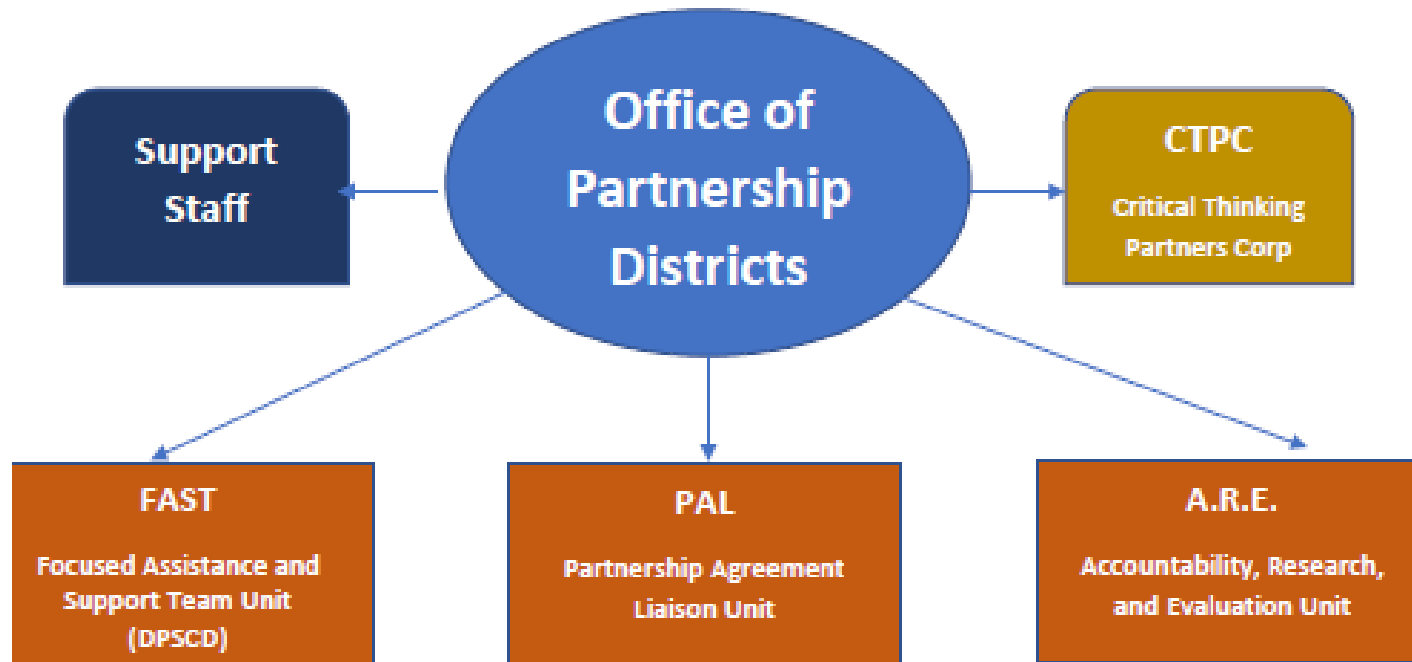 Office of
Partnership
Districts
Support
Staff
CTPC
Critical Thinking
Partners Corp
FAST
Focused Assistance and
Support Team Unit
(DPSCD)
PAL
Partnership Agreement
Liaison Unit
A.R.E.
Accountability, Research,
and Evaluation Unit